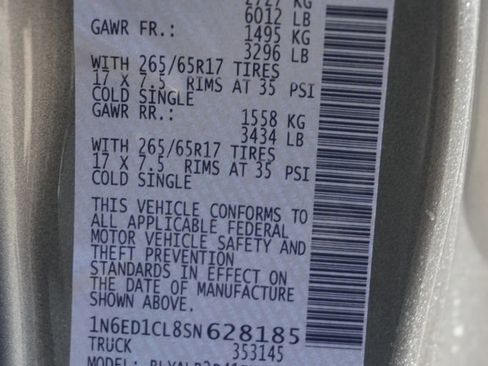 2727 KG
6012 LB
GAWR FR.: 1495 KG
3296 LB
WITH 265/65R17 TIRES
17 X 7.5 RIMS AT 35 PSI
COLD SINGLE
GAWR RR.: 1558 KG
3434 LB
WITH 265/65R17 TIRES
17 X 7.5 RIMS AT 35 PSI
COLD SINGLE
THIS VEHICLE CONFORMS TO
ALL APPLICABLE FEDERAL
MOTOR VEHICLE SAFETY AND
THEFT PREVENTION
STANDARDS IN EFFECT ON
THE DATE OF MANUFACTURE
SHOWN ABOVE.
1N6ED1CL8SN628185
TRUCK 353145
MODEL: